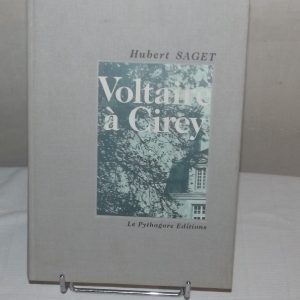 Hubert SAGET
Voltaire
à Cirey
Le Pythagore Editions